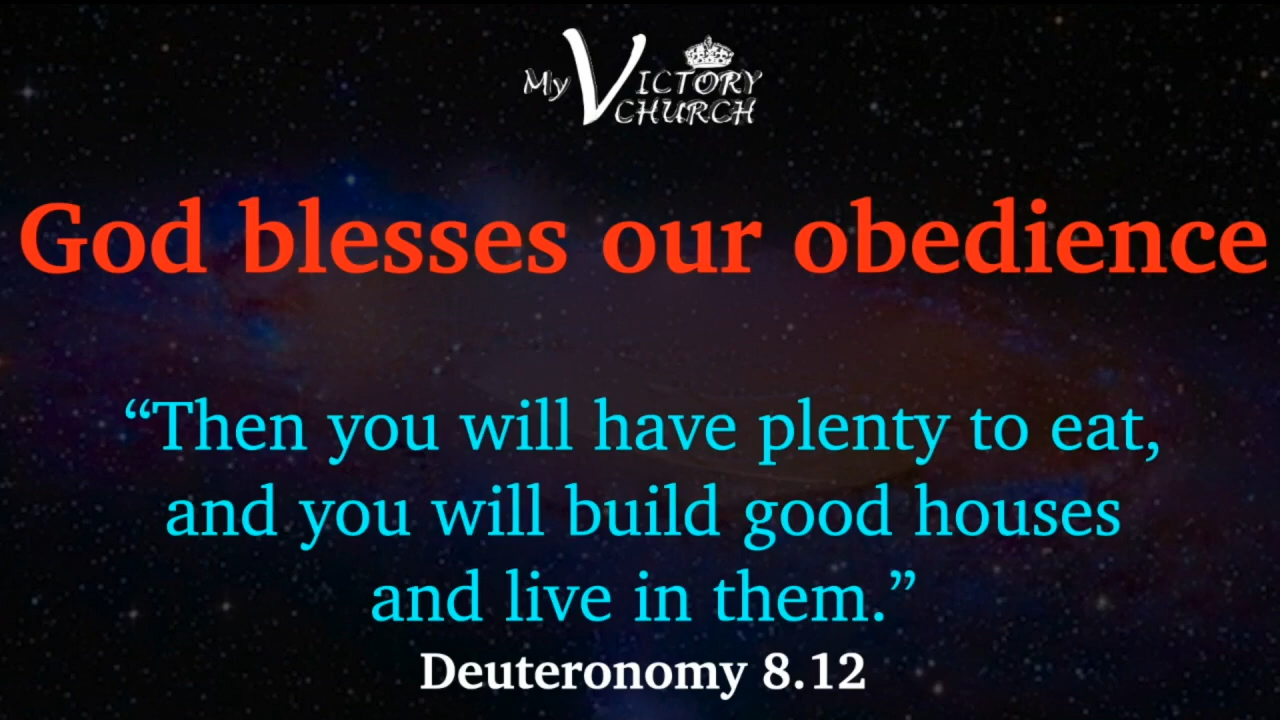 My VICTORY
CHURCH
God blesses our obedience
“Then you will have plenty to eat,
and you will build good houses
and live in them.”
Deuteronomy 8.12